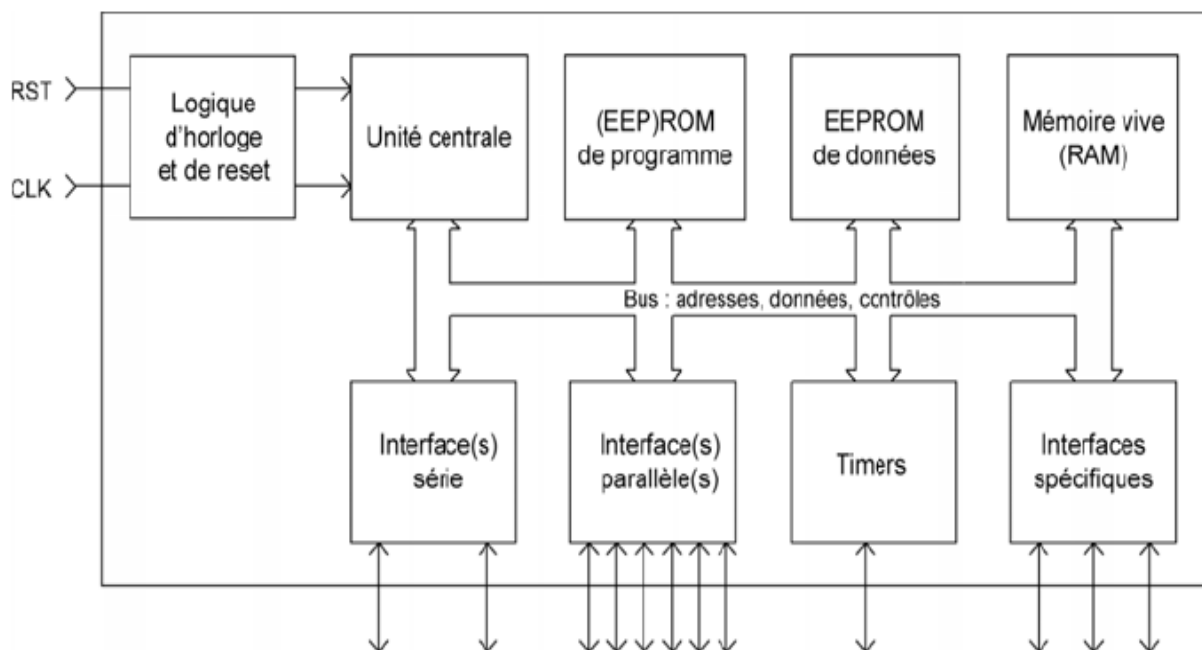 RST
CLK
Logique
d'horloge
et de reset
Unité centrale
(EEP)ROM
de programme
EEPROM
de données
Mémoire vive
(RAM)
Bus : adresses, données, contrôles
Interface(s)
série
Interface(s)
parallèle(s)
Timers
Interfaces
spécifiques